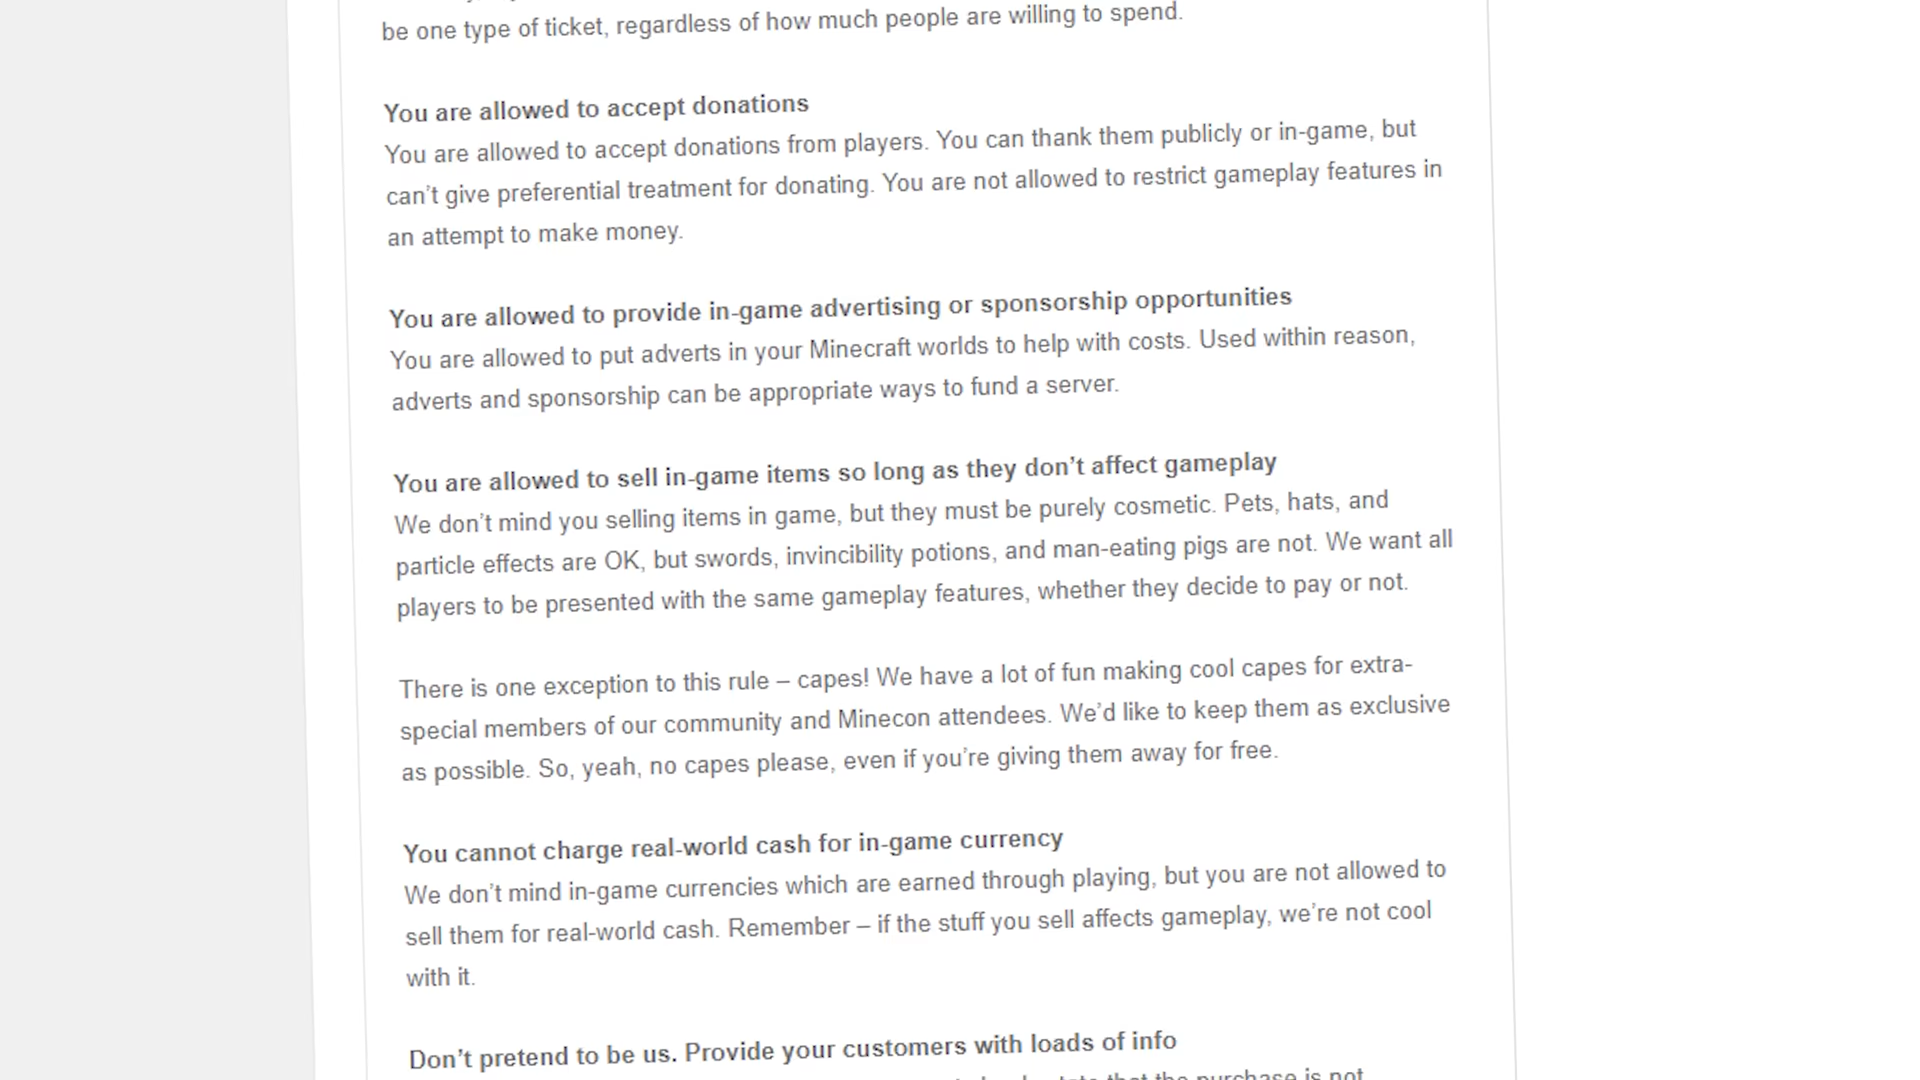 be one type of ticket, regardless of how much people are willing to spend.
You are allowed to accept donations
You are allowed to accept donations from players. You can thank them publicly or in-game, but
can’t give preferential treatment for donating. You are not allowed to restrict gameplay features in
an attempt to make money.
You are allowed to provide in-game advertising or sponsorship opportunities
You are allowed to put adverts in your Minecraft worlds to help with costs. Used within reason,
adverts and sponsorship can be appropriate ways to fund a server.
You are allowed to sell in-game items so long as they don’t affect gameplay
We don’t mind you selling items in game, but they must be purely cosmetic. Pets, hats, and
particle effects are OK, but swords, invincibility potions, and man-eating pigs are not. We want all
players to be presented with the same gameplay features, whether they decide to pay or not.
There is one exception to this rule – capes! We have a lot of fun making cool capes for extra-
special members of our community and Minecon attendees. We’d like to keep them as exclusive
as possible. So, yeah, no capes please, even if you’re giving them away for free.
You cannot charge real-world cash for in-game currency
We don’t mind in-game currencies which are earned through playing, but you are not allowed to
sell them for real-world cash. Remember – if the stuff you sell affects gameplay, we’re not cool
with it.
Don’t pretend to be us. Provide your customers with loads of info
that the purchase is not